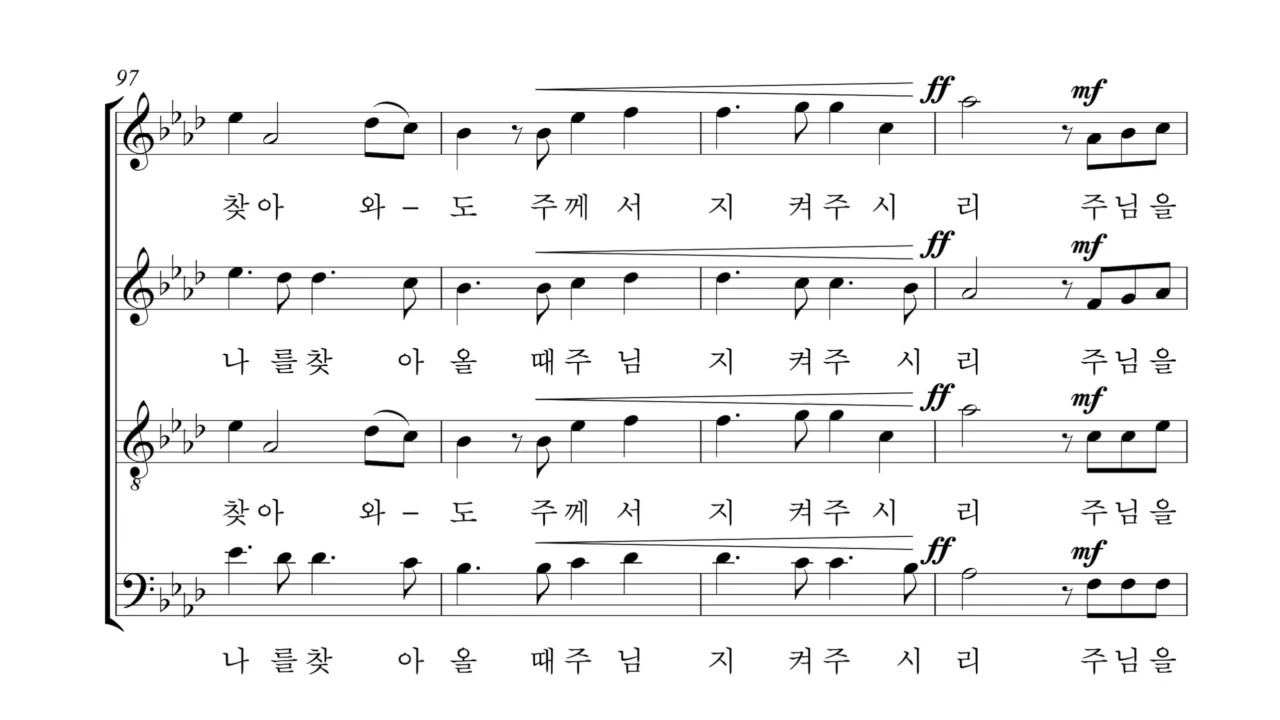 97
ff
mf
찾아 와 – 도 주께 서 지 켜주 시 리 주님을
ff
mf
나 를찾 아 올 때주 님 지 켜주 시 리 주님을
ff
mf
8
찾아 와 – 도 주께 서 지 켜주 시 리 주님을
ff
mf
나 를찾 아 올 때주 님 지 켜주 시 리 주님을